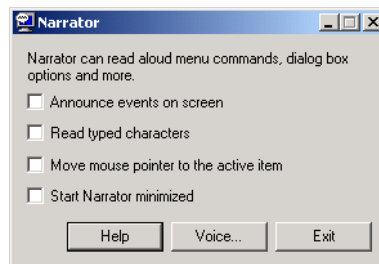 Narrator
Narrator can read aloud menu commands, dialog box
options and more.
Announce events on screen
Read typed characters
Move mouse pointer to the active item
Start Narrator minimized
Help Voice... Exit